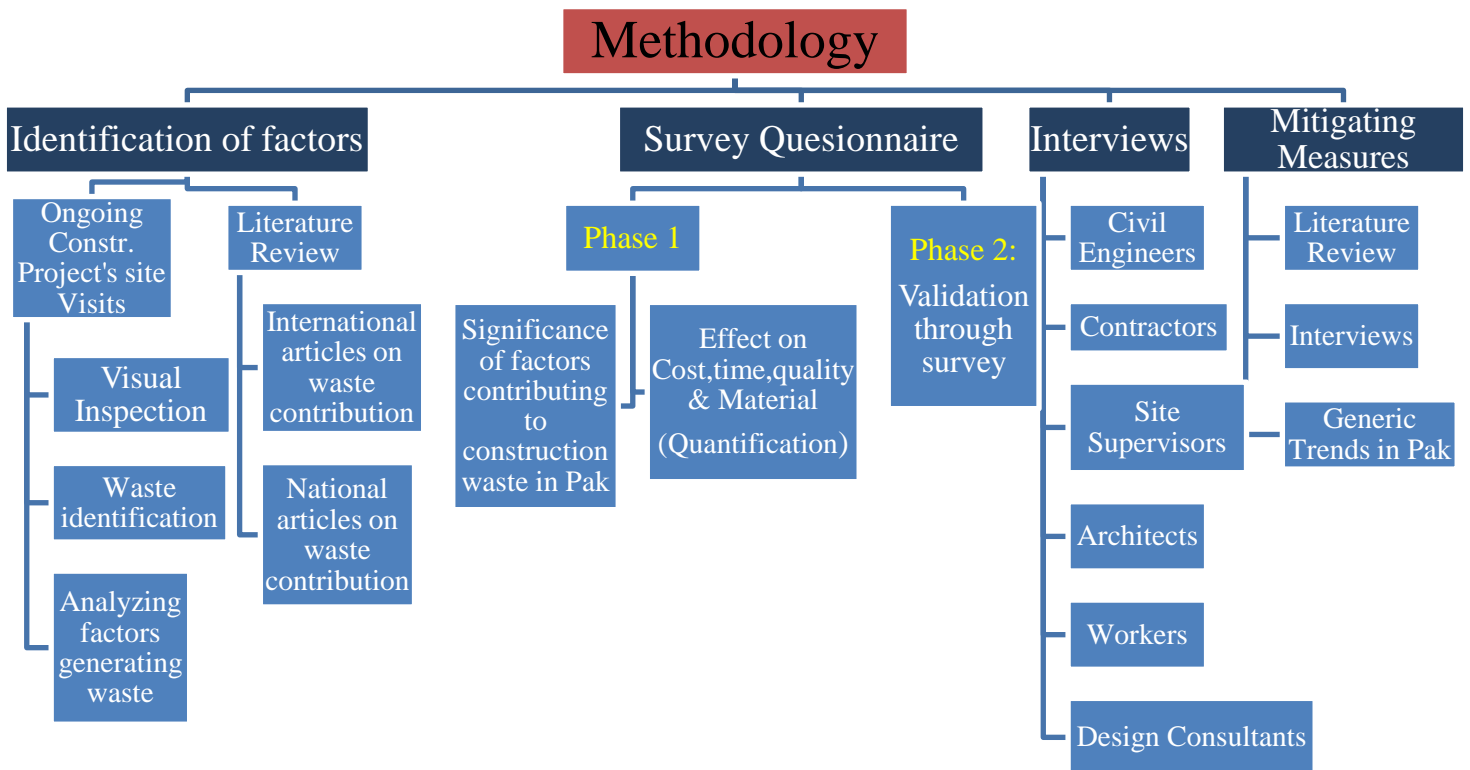 Methodology
Identification of factors
Ongoing
Constr.
Project's site
Visits
Visual
Inspection
Waste
identification
Analyzing
factors
generating
waste
Literature
Review
International
articles on
waste
contribution
National
articles on
waste
contribution
Survey Quesionnaire
Phase 1
Significance
of factors
contributing
to
construction
waste in Pak
Effect on
Cost,time,quality
& Material
(Quantification)
Phase 2:
Validation
through
survey
Interviews
Civil
Engineers
Contractors
Site
Supervisors
Architects
Workers
Design Consultants
Mitigating
Measures
Literature
Review
Interviews
Generic
Trends in Pak